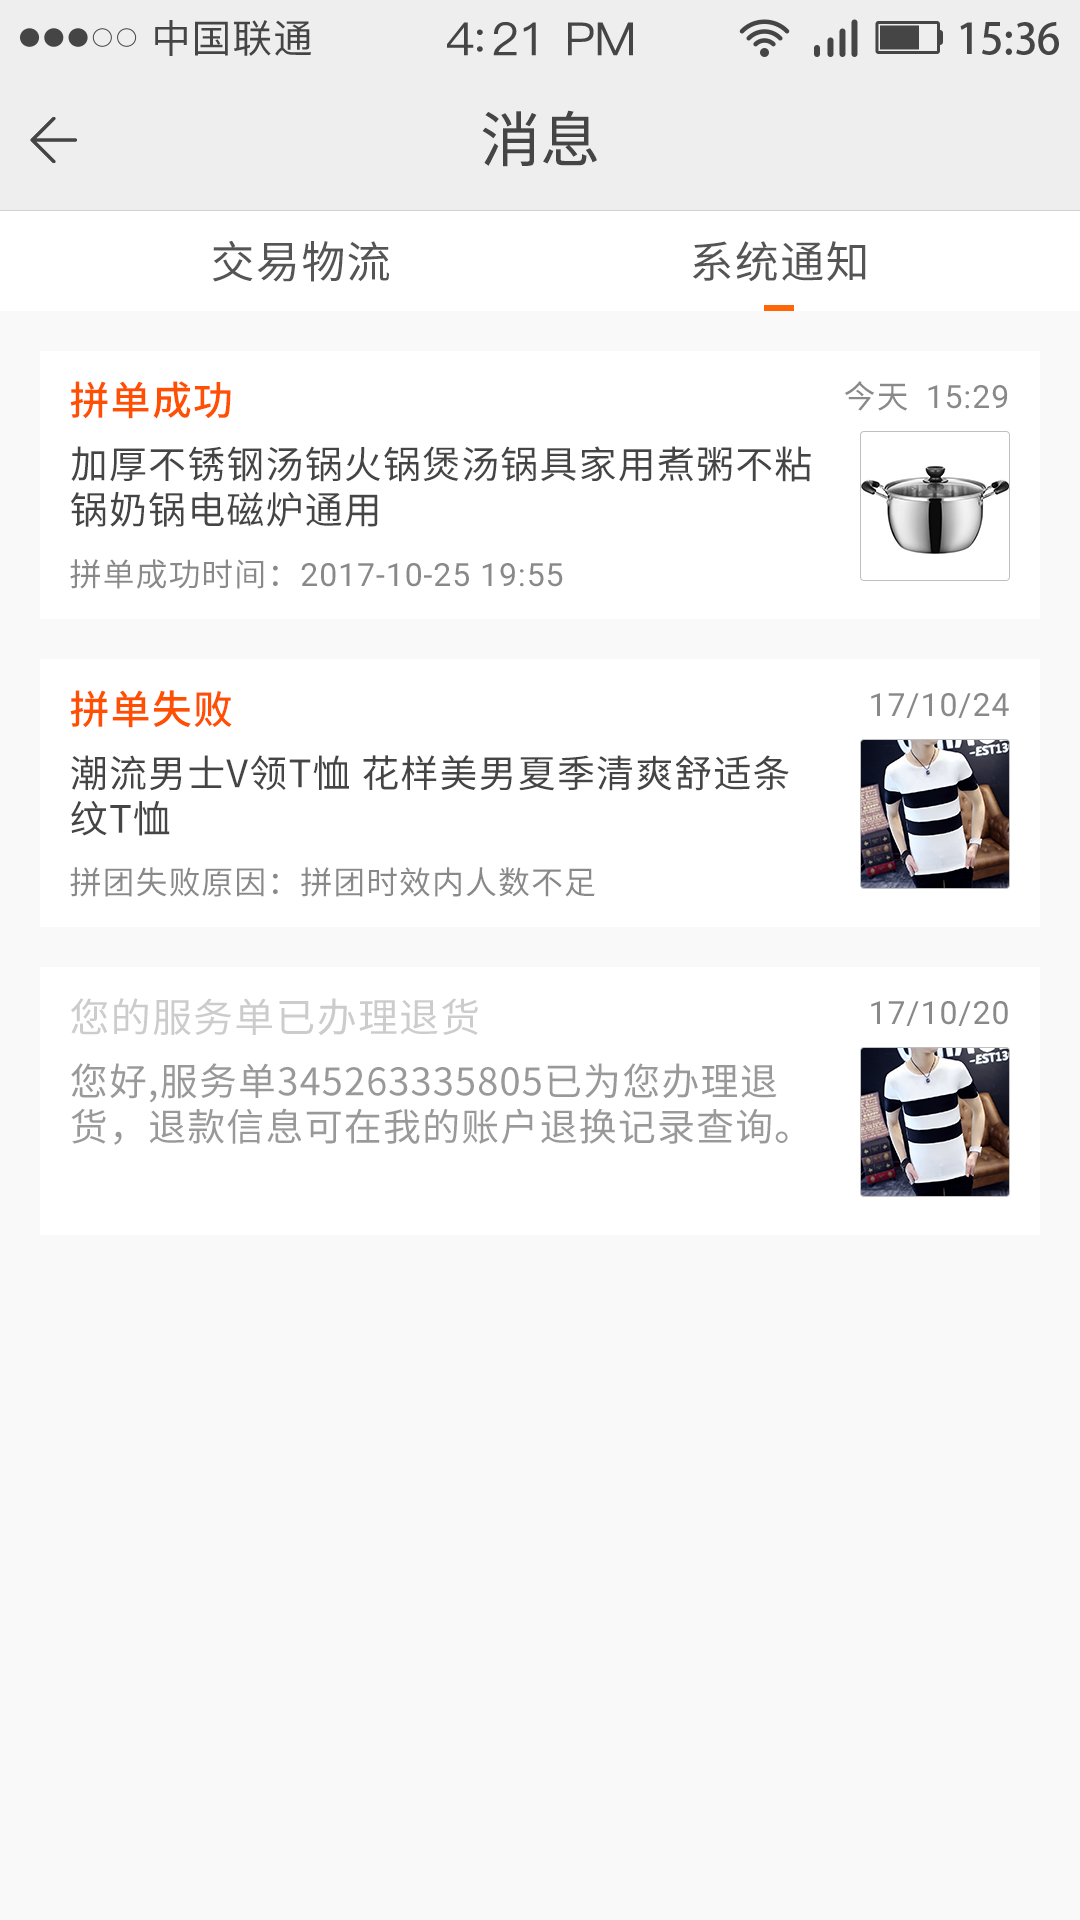 中国联通 4:21 PM 15:36
消息
交易物流 系统通知
拼单成功 今天 15:29
加厚不锈钢汤锅火锅煲汤锅具家用煮粥不粘
锅奶锅电磁炉通用
拼单成功时间：2017-10-25 19:55
拼单失败 17/10/24
潮流男士V领T恤 花样美男夏季清爽舒适条
纹T恤
-EST13
拼团失败原因：拼团时效内人数不足
您的服务单已办理退货 17/10/20
您好,服务单345263335805已为您办理退
货，退款信息可在我的账户退换记录查询。
-EST13